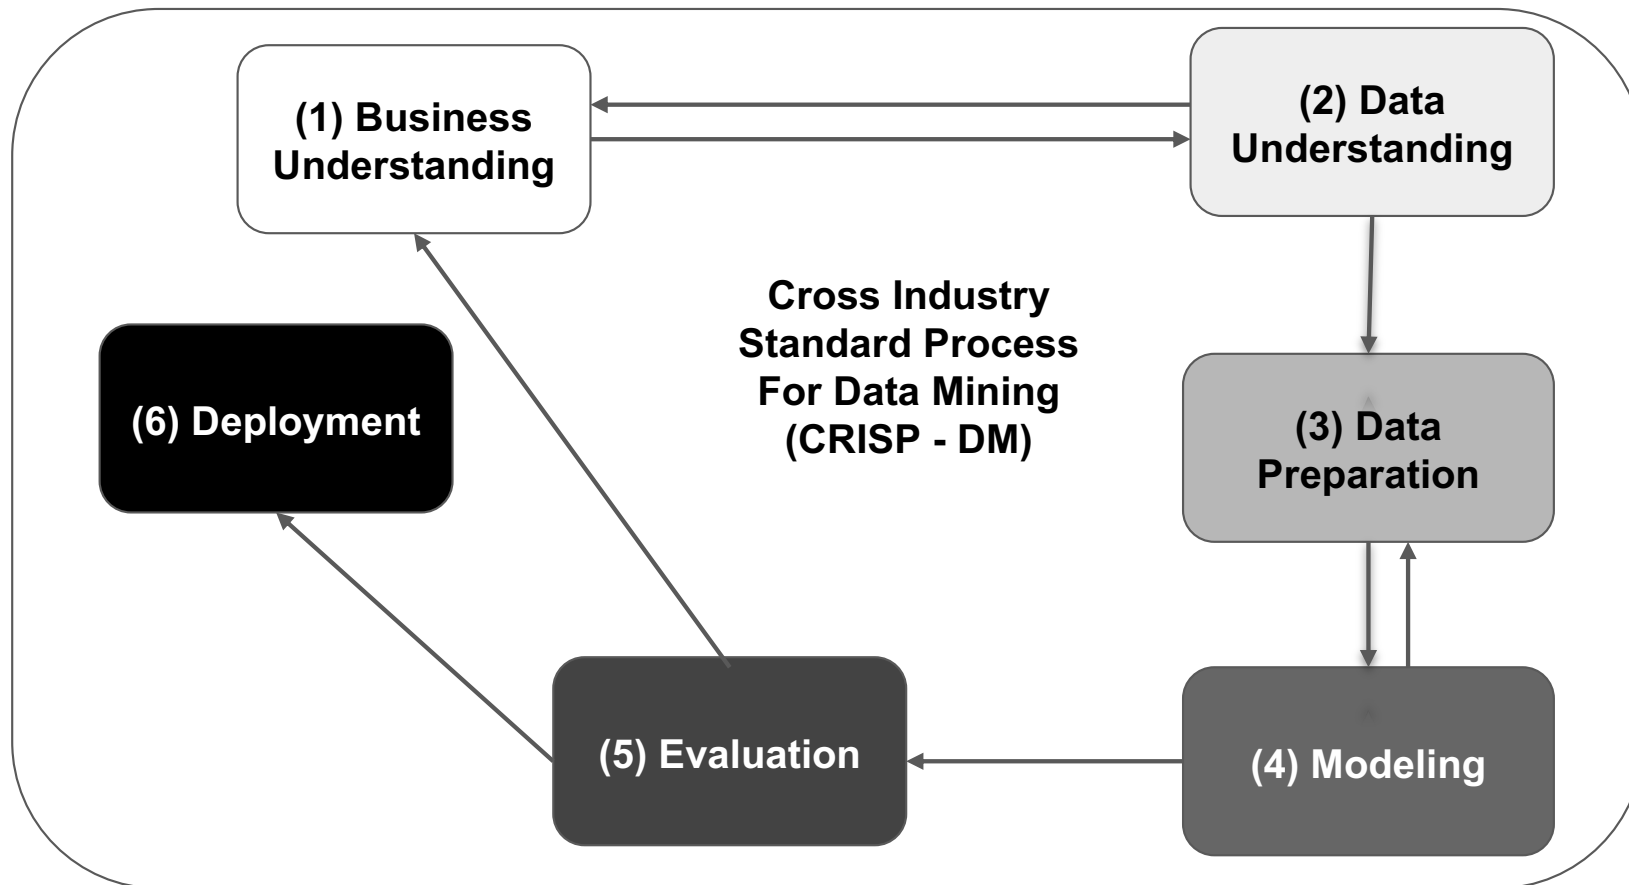 (1) Business
Understanding
(2) Data
Understanding
Cross Industry
Standard Process
For Data Mining
(CRISP - DM)
(3) Data
Preparation
(6) Deployment
(5) Evaluation
(4) Modeling